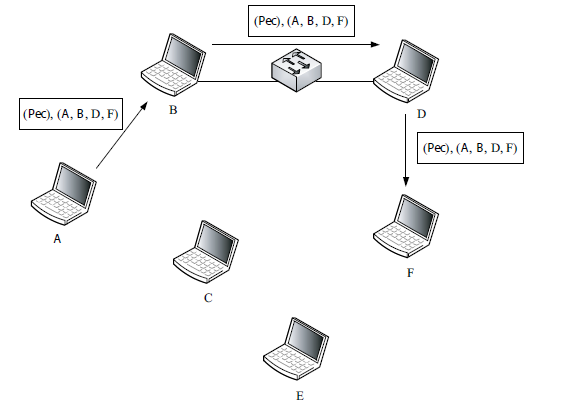 (Pec), (A, B, D, F)
B
D
(Pec), (A, B, D, F)
(Pec), (A, B, D, F)
A
F
C
E